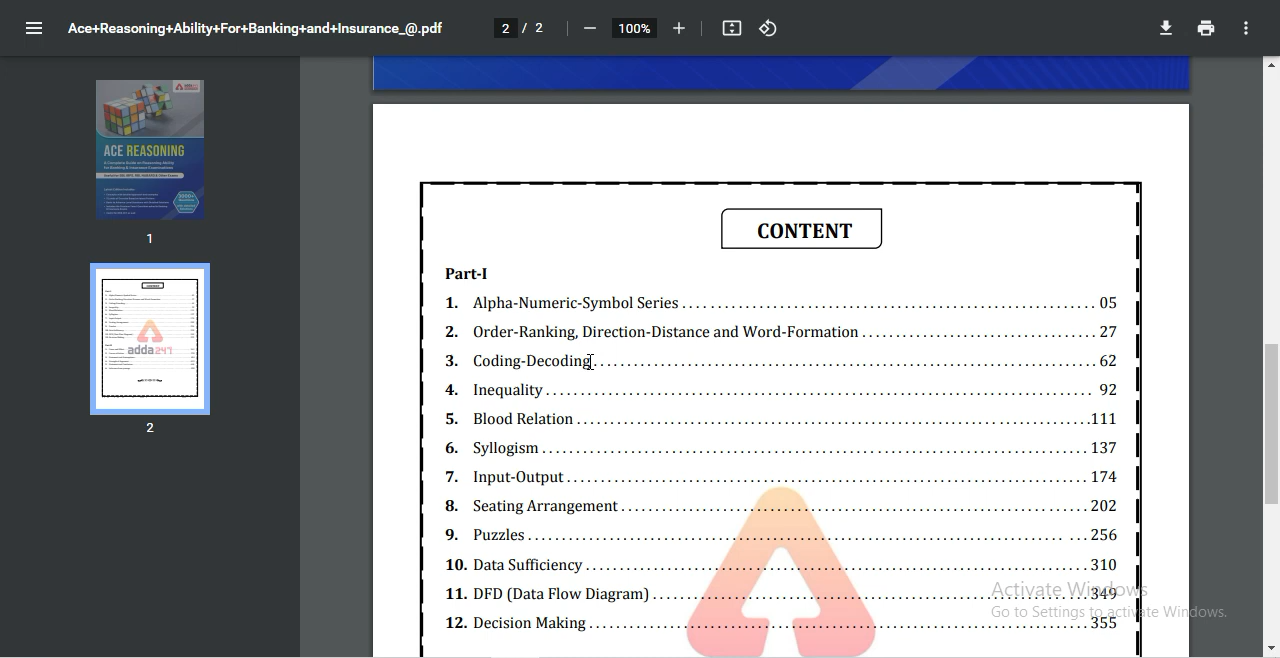 Ace+Reasoning+Ability+For+Banking+and+Insurance_@.pdf
2 / 2
100%
ACE REASONING
1
adda247
2
CONTENT
Part-I
1. Alpha-Numeric-Symbol Series 05
2. Order-Ranking, Direction-Distance and Word-Formation 27
3. Coding-Decoding 62
4. Inequality 92
5. Blood Relation 111
6. Syllogism 137
7. Input-Output 174
8. Seating Arrangement 202
9. Puzzles 256
10. Data Sufficiency 310
11. DFD (Data Flow Diagram) 349
12. Decision Making 355
Activate Windows
Go to Settings to activate Windows.